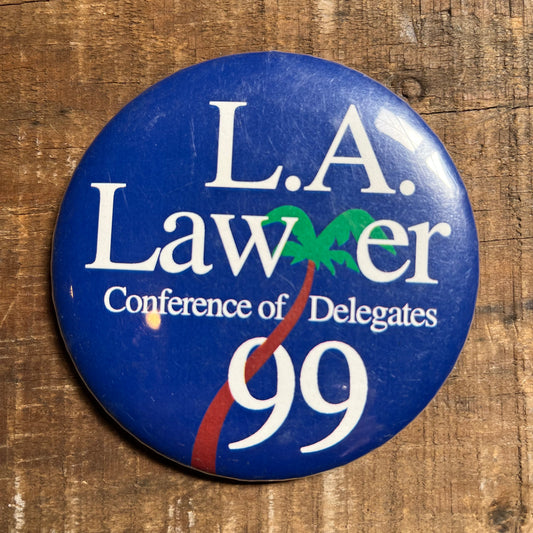 L.A.
Lawyer
Conference of Delegates
99